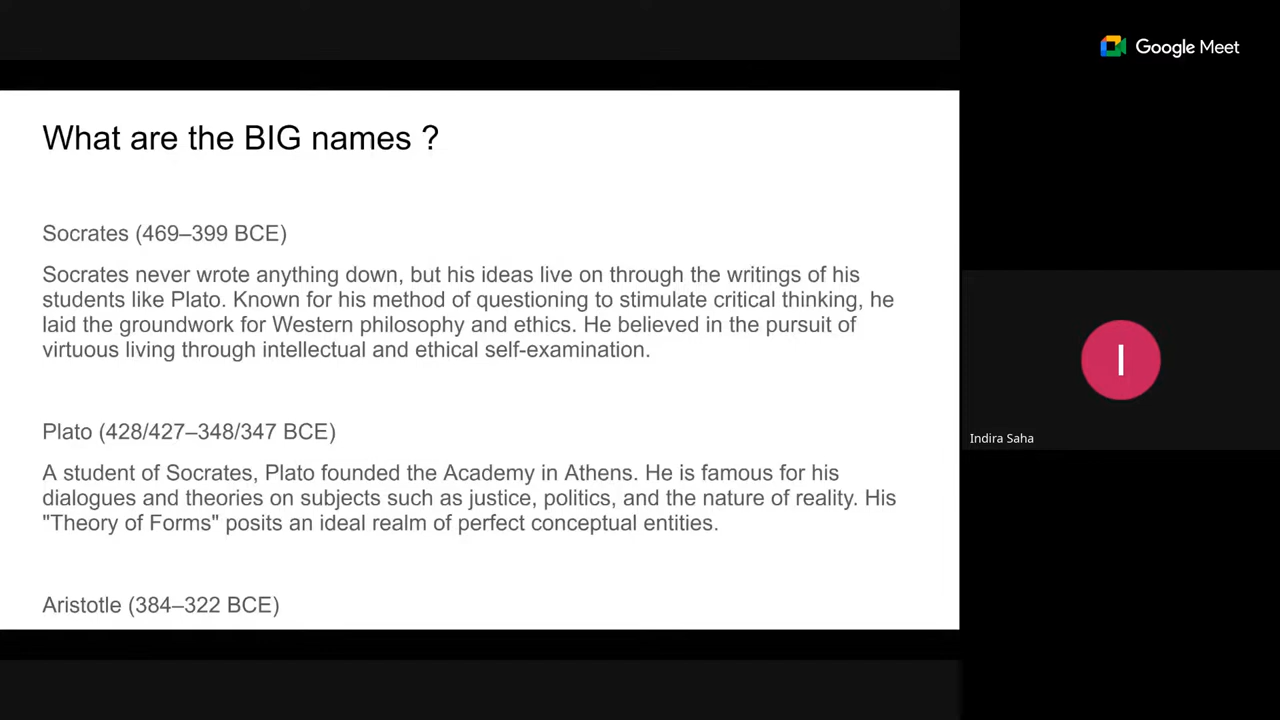 Google Meet
What are the BIG names ?
Socrates (469–399 BCE)
Socrates never wrote anything down, but his ideas live on through the writings of his
students like Plato. Known for his method of questioning to stimulate critical thinking, he
laid the groundwork for Western philosophy and ethics. He believed in the pursuit of
virtuous living through intellectual and ethical self-examination.
Plato (428/427–348/347 BCE)
A student of Socrates, Plato founded the Academy in Athens. He is famous for his
dialogues and theories on subjects such as justice, politics, and the nature of reality. His
"Theory of Forms" posits an ideal realm of perfect conceptual entities.
Aristotle (384–322 BCE)
I
Indira Saha